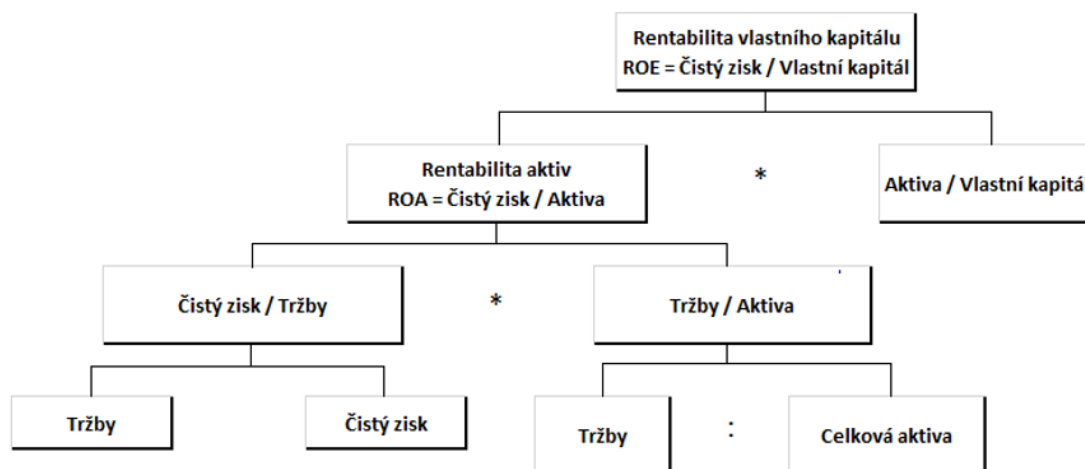 Rentabilita vlastního kapitálu
ROE = Čistý zisk / Vlastní kapitál
Rentabilita aktiv
ROA = Čistý zisk / Aktiva
*
Aktiva / Vlastní kapitál
Čistý zisk / Tržby
*
Tržby / Aktiva
Tržby
Čistý zisk
Tržby
:
Celková aktiva